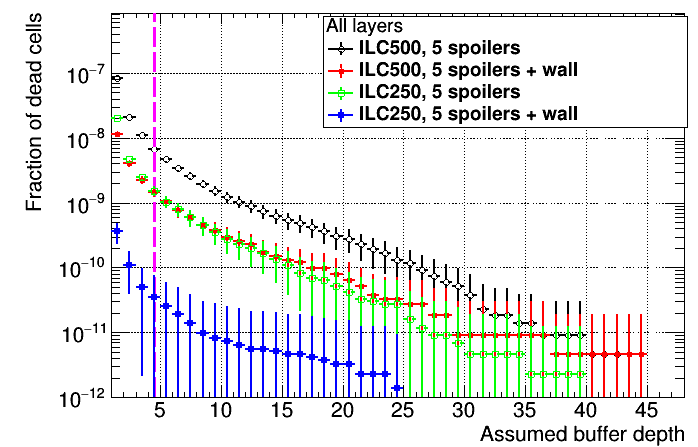 Fraction of dead cells
All layers
ILC500, 5 spoilers
ILC500, 5 spoilers + wall
ILC250, 5 spoilers
ILC250, 5 spoilers + wall
10⁻⁷
10⁻⁸
10⁻⁹
10⁻¹⁰
10⁻¹¹
10⁻¹²
5 10 15 20 25 30 35 40 45
Assumed buffer depth